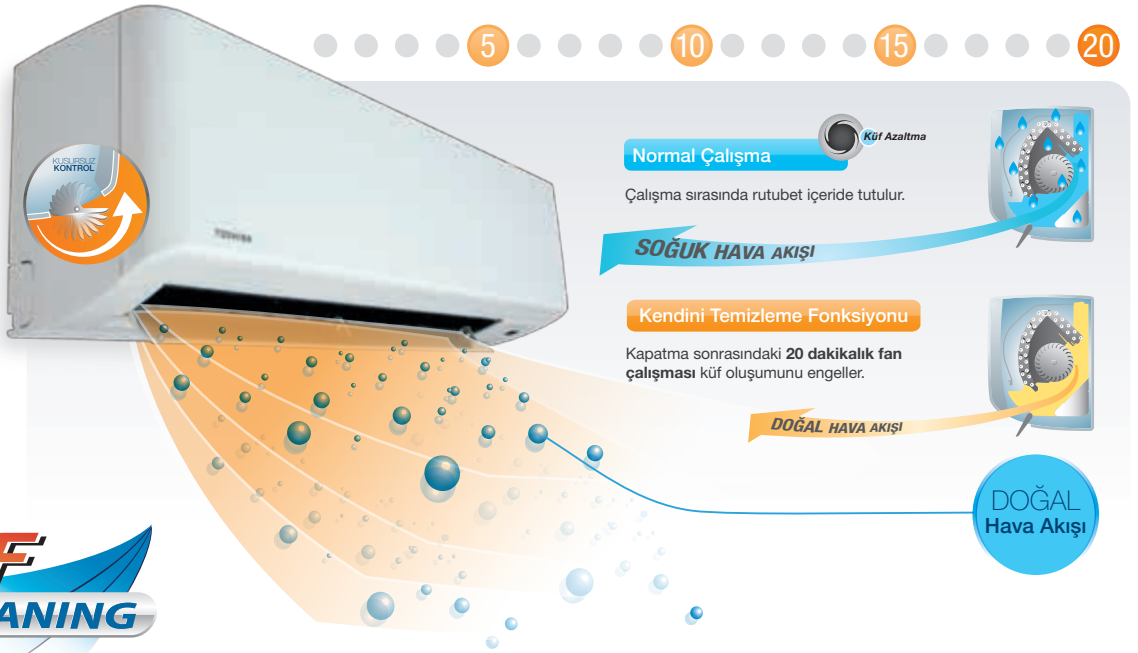 5 10 15 20
KUSURSUZ
KONTROL
TOSHIBA
Küf Azaltma
Normal Çalışma
Çalışma sırasında rutubet içeride tutulur.
SOĞUK HAVA AKIŞI
Kendini Temizleme Fonksiyonu
Kapatma sonrasındaki 20 dakikalık fan
çalışması küf oluşumunu engeller.
DOĞAL HAVA AKIŞI
DOĞAL
Hava Akışı
F
ANING